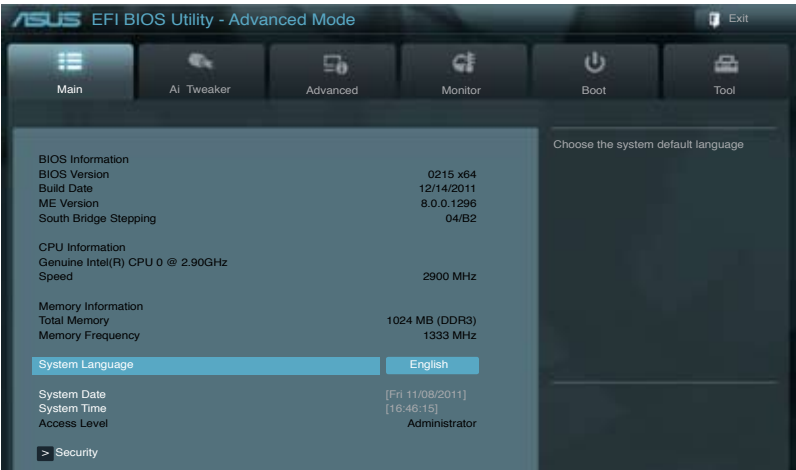 ASUS EFI BIOS Utility - Advanced Mode
Exit
Main
Ai Tweaker
Advanced
Monitor
Boot
Tool
Choose the system default language
BIOS Information
BIOS Version 0215 x64
Build Date 12/14/2011
ME Version 8.0.0.1296
South Bridge Stepping 04/B2
CPU Information
Genuine Intel(R) CPU 0 @ 2.90GHz
Speed 2900 MHz
Memory Information
Total Memory 1024 MB (DDR3)
Memory Frequency 1333 MHz
System Language English
System Date [Fri 11/08/2011]
System Time [16:46:15]
Access Level Administrator
> Security